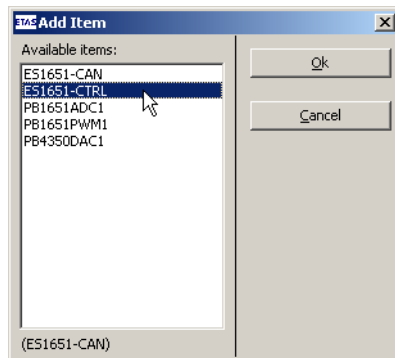 ETAS Add Item
Available items:
ES1651-CAN
ES1651-CTRL
PB1651ADC1
PB1651PWM1
PB4350DAC1
(ES1651-CAN)
Ok
Cancel